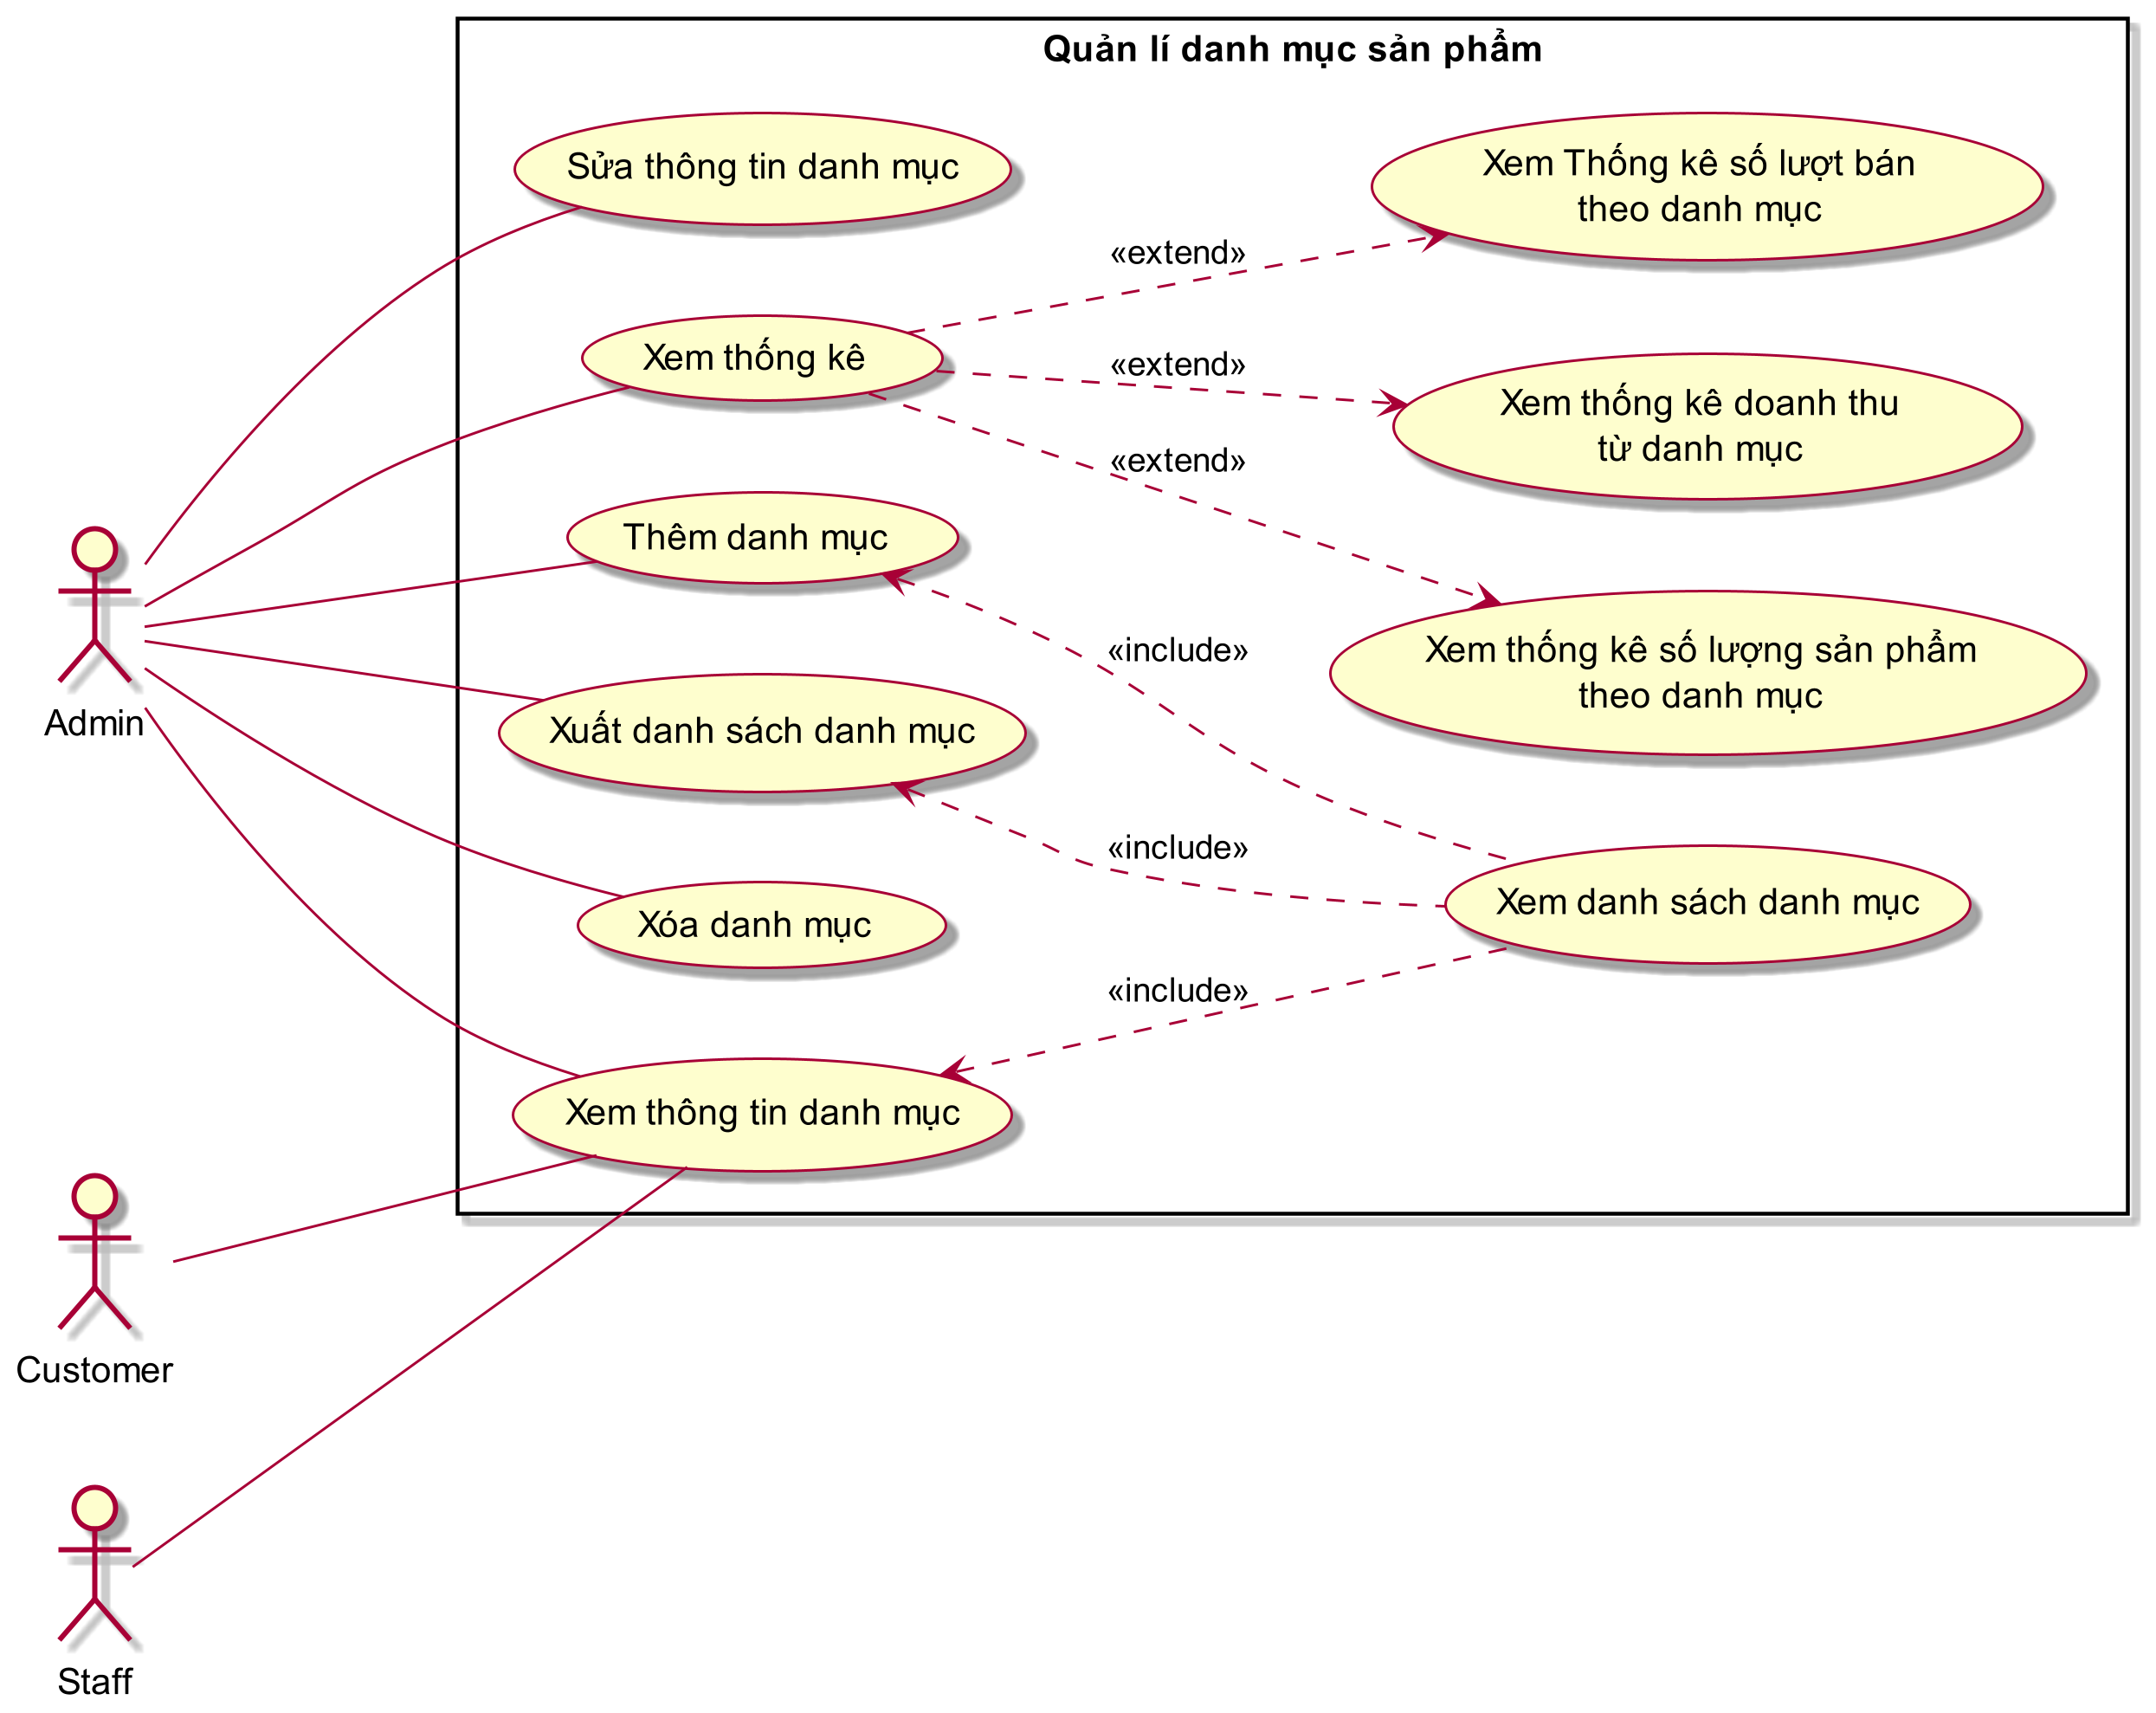 Quản lí danh mục sản phẩm
Sửa thông tin danh mục
Xem Thống kê số lượt bán
theo danh mục
«extend»
Xem thống kê
«extend»
Xem thống kê doanh thu
từ danh mục
«extend»
Thêm danh mục
«include»
Xem thống kê số lượng sản phẩm
theo danh mục
Admin
Xuất danh sách danh mục
«include»
Xem danh sách danh mục
Xóa danh mục
«include»
Xem thông tin danh mục
Customer
Staff